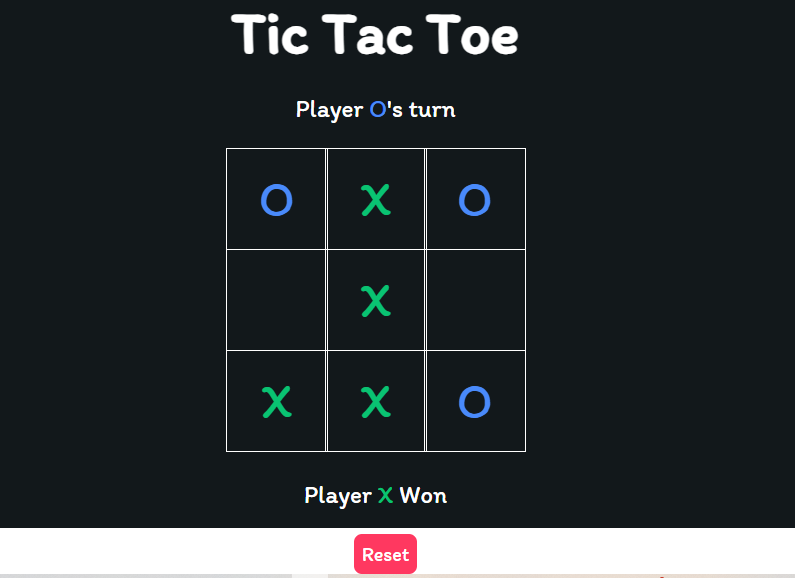 Tic Tac Toe
Player O's turn
O X O
X
X X O
Player X Won
Reset